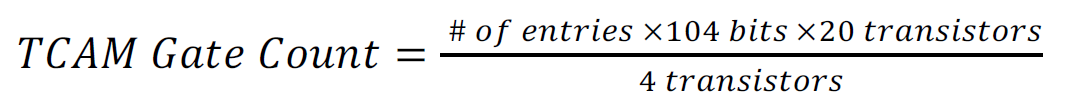 TCAM Gate Count = # of entries ×104 bits ×20 transistors
4 transistors